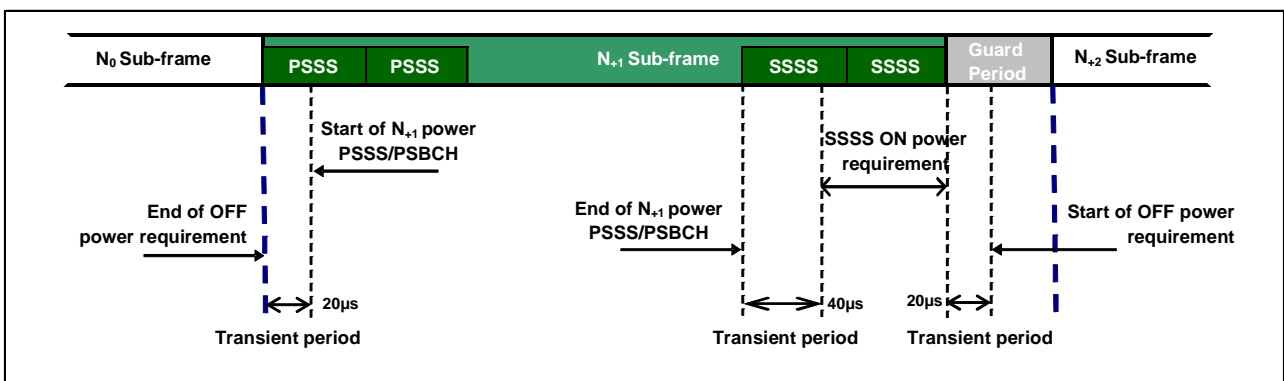 N₀ Sub-frame
PSSS
PSSS
N₊₁ Sub-frame
SSSS
SSSS
Guard
Period
N₊₂ Sub-frame
Start of N₊₁ power
PSSS/PSBCH
SSSS ON power
requirement
End of OFF
power requirement
End of N₊₁ power
PSSS/PSBCH
Start of OFF power
requirement
20µs
40µs
20µs
Transient period
Transient period
Transient period